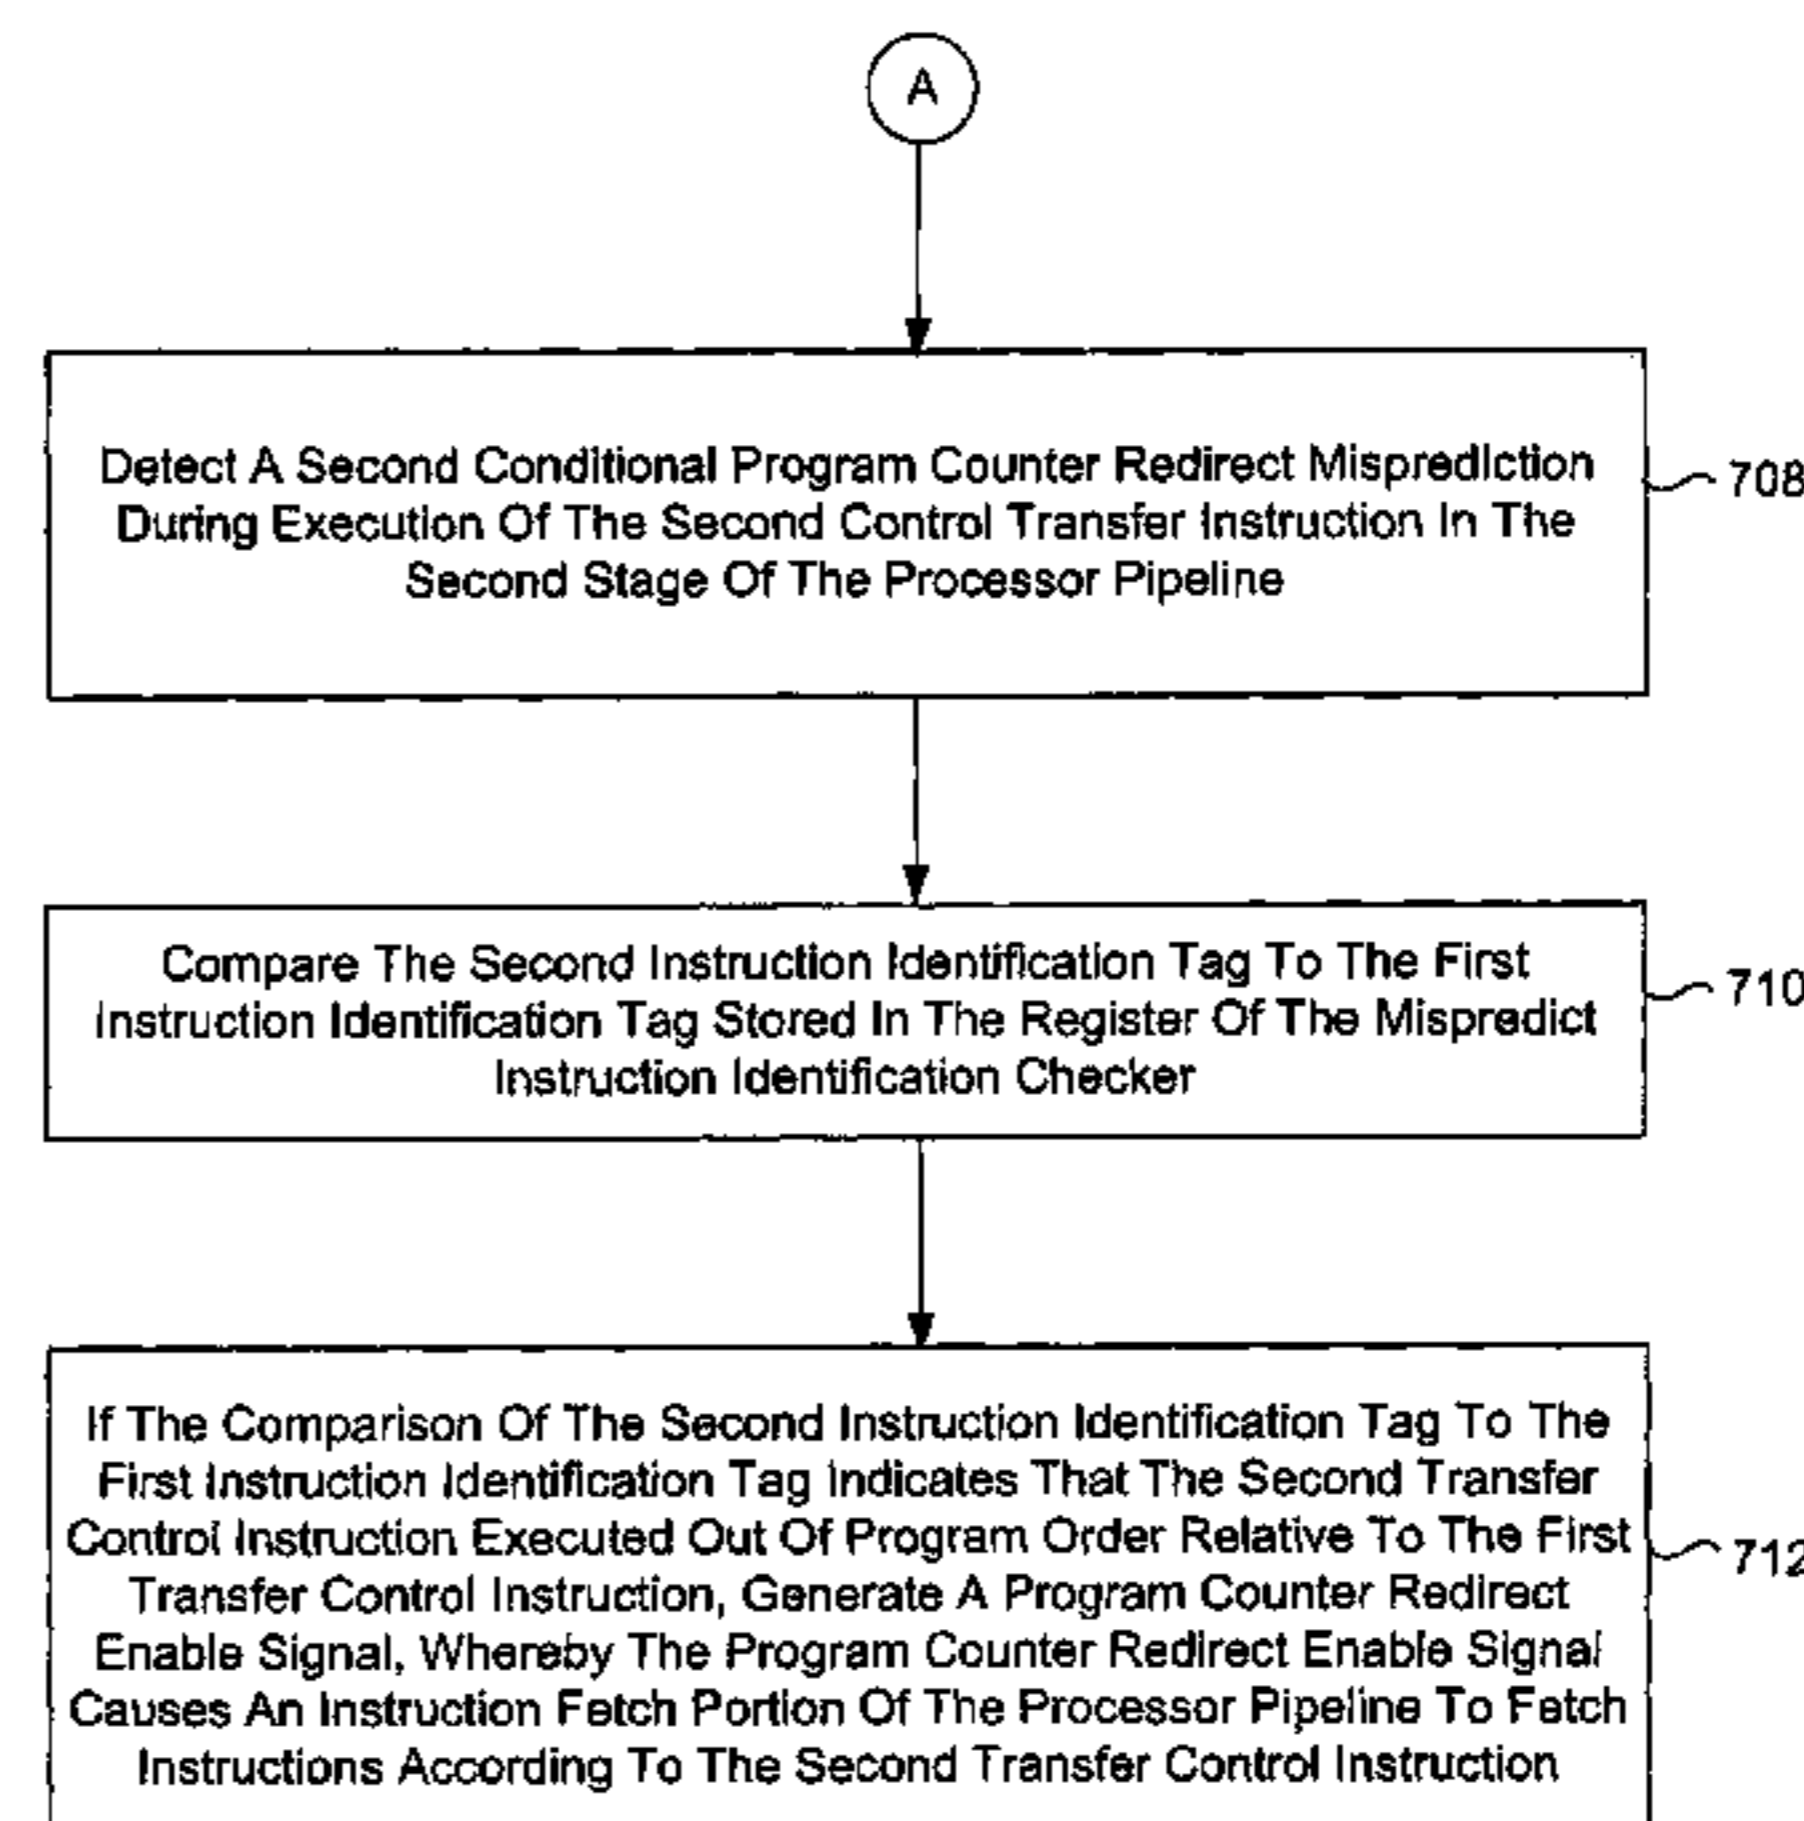 A
Detect A Second Conditional Program Counter Redirect Misprediction
During Execution Of The Second Control Transfer Instruction In The
Second Stage Of The Processor Pipeline
708
Compare The Second Instruction Identification Tag To The First
Instruction Identification Tag Stored In The Register Of The Mispredict
Instruction Identification Checker
710
If The Comparison Of The Second Instruction Identification Tag To The
First Instruction Identification Tag Indicates That The Second Transfer
Control Instruction Executed Out Of Program Order Relative To The First
Transfer Control Instruction, Generate A Program Counter Redirect
Enable Signal, Whereby The Program Counter Redirect Enable Signal
Causes An Instruction Fetch Portion Of The Processor Pipeline To Fetch
Instructions According To The Second Transfer Control Instruction
712